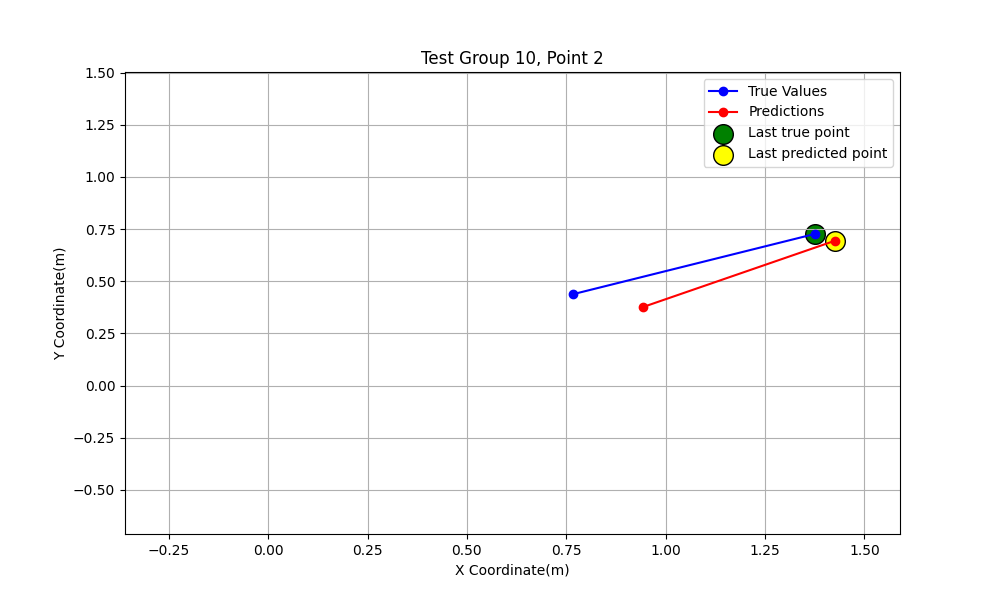 Test Group 10, Point 2
True Values
Predictions
Last true point
Last predicted point
Y Coordinate(m)
1.50
1.25
1.00
0.75
0.50
0.25
0.00
−0.25
−0.50
−0.25
0.00
0.25
0.50
0.75
1.00
1.25
1.50
X Coordinate(m)